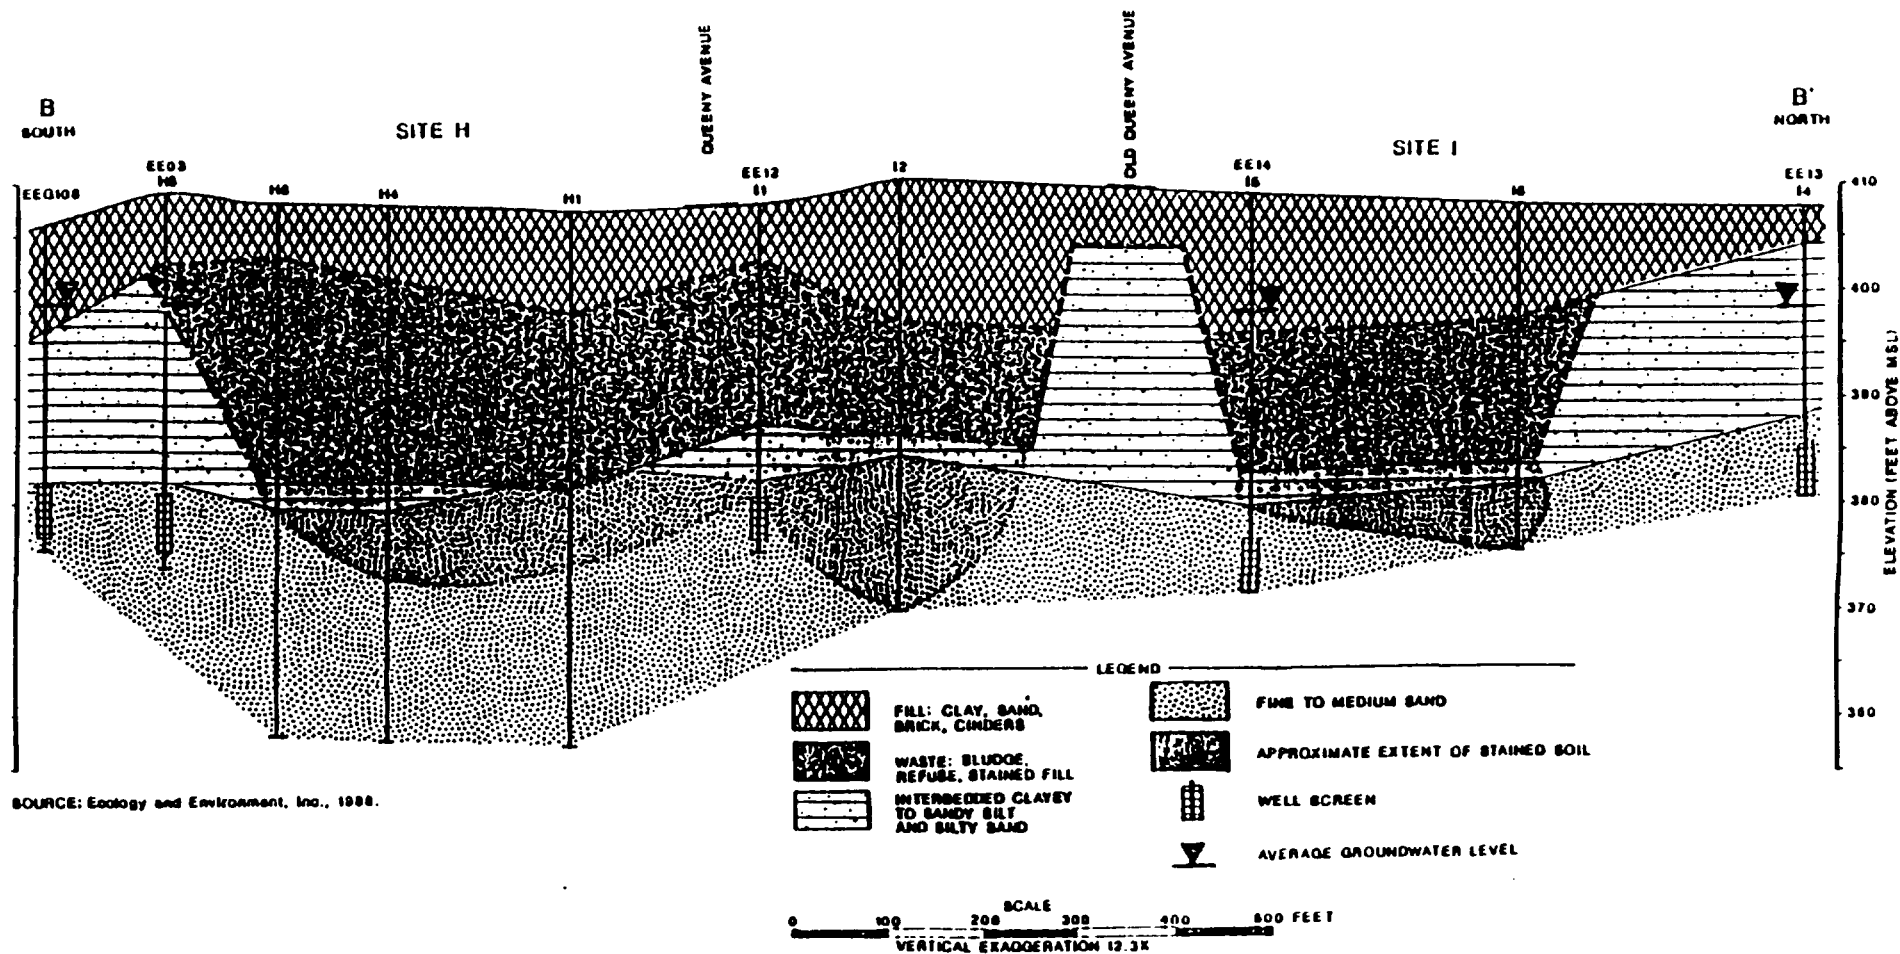 QUEENY AVENUE
OLD QUEENY AVENUE
B
SOUTH
SITE H
SITE I
B'
NORTH
EEG108
EE03
H8
H6
H4
H1
EE12
I1
I2
EE14
I5
I6
EE13
I4
410
400
390
380
370
360
ELEVATION (FEET ABOVE MSL)
LEGEND
FILL: CLAY, SAND,
BRICK, CINDERS
WASTE: SLUDGE,
REFUSE, STAINED FILL
INTERBEDDED CLAYEY
TO SANDY SILT
AND SILTY SAND
FINE TO MEDIUM SAND
APPROXIMATE EXTENT OF STAINED SOIL
WELL SCREEN
AVERAGE GROUNDWATER LEVEL
SOURCE: Ecology and Environment, Inc., 1988.
SCALE
0 100 200 300 400 500 FEET
VERTICAL EXAGGERATION 12.3X